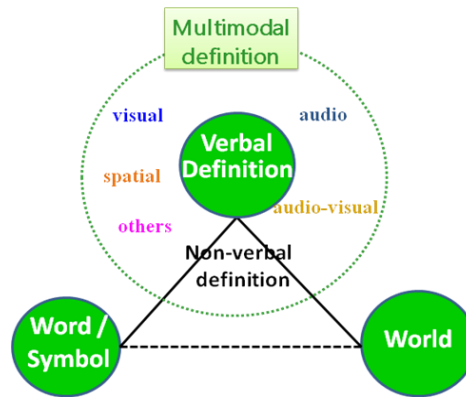 Multimodal
definition
visual
audio
Verbal
Definition
spatial
audio-visual
others
Non-verbal
definition
Word /
Symbol
World